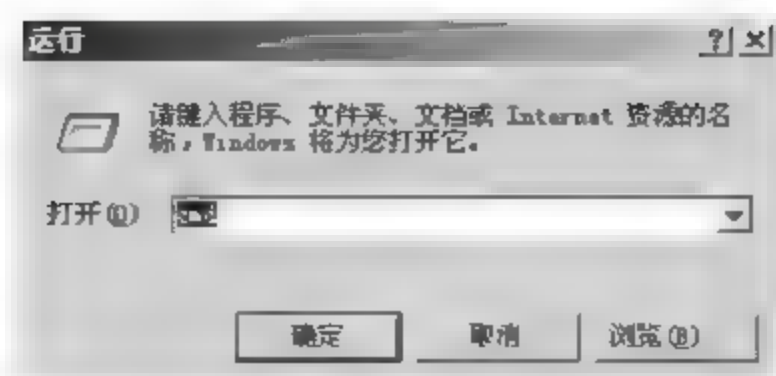 运行
请键入程序、文件夹、文档或 Internet 资源的名
称，Windows 将为您打开它。
打开(O)
确定 取消 浏览(B)